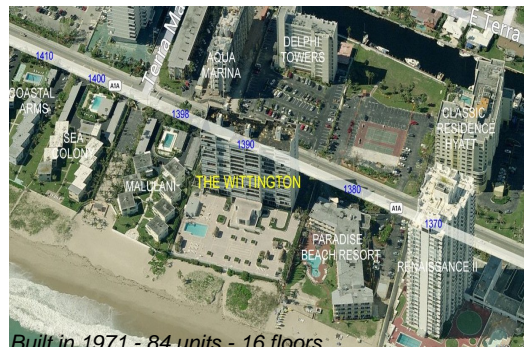 E Terra
Terra Ma
1410
AQUA
MARINA
DELPHI
TOWERS
1400
A1A
COASTAL
ARMS
1398
CLASSIC
RESIDENCE
HYATT
SEA
COLONY
1390
MALULANI
THE WITTINGTON
1380
A1A
1370
PARADISE
BEACH RESORT
RENAISSANCE II
Built in 1971 - 84 units - 16 floors